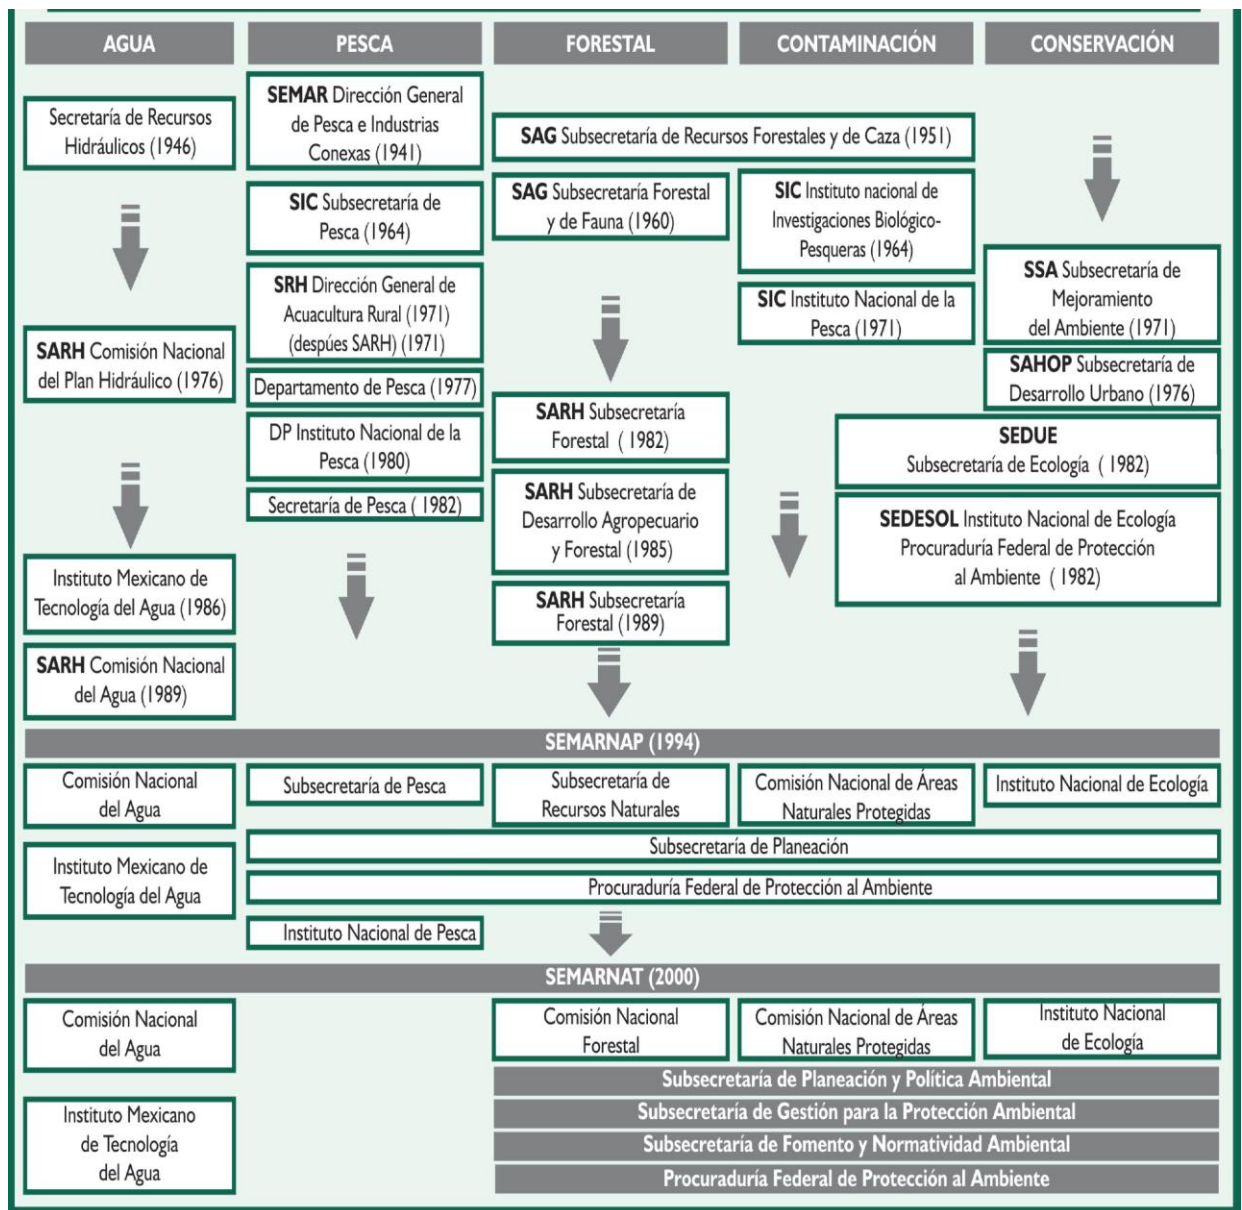 AGUA
PESCA
FORESTAL
CONTAMINACIÓN
CONSERVACIÓN
Secretaría de Recursos
Hidráulicos (1946)
SARH Comisión Nacional
del Plan Hidráulico (1976)
Instituto Mexicano de
Tecnología del Agua (1986)
SARH Comisión Nacional
del Agua (1989)
SEMAR Dirección General
de Pesca e Industrias
Conexas (1941)
SIC Subsecretaría de
Pesca (1964)
SRH Dirección General de
Acuacultura Rural (1971)
(despúes SARH) (1971)
Departamento de Pesca (1977)
DP Instituto Nacional de la
Pesca (1980)
Secretaría de Pesca ( 1982)
SAG Subsecretaría de Recursos Forestales y de Caza (1951)
SAG Subsecretaría Forestal
y de Fauna (1960)
SARH Subsecretaría
Forestal ( 1982)
SARH Subsecretaría de
Desarrollo Agropecuario
y Forestal (1985)
SARH Subsecretaría
Forestal (1989)
SIC Instituto nacional de
Investigaciones Biológico-
Pesqueras (1964)
SIC Instituto Nacional de la
Pesca (1971)
SSA Subsecretaría de
Mejoramiento
del Ambiente (1971)
SAHOP Subsecretaría de
Desarrollo Urbano (1976)
SEDUE
Subsecretaría de Ecología ( 1982)
SEDESOL Instituto Nacional de Ecología
Procuraduría Federal de Protección
al Ambiente ( 1982)
SEMARNAP (1994)
Comisión Nacional
del Agua
Subsecretaría de Pesca
Subsecretaría de
Recursos Naturales
Comisión Nacional de Áreas
Naturales Protegidas
Instituto Nacional de Ecología
Instituto Mexicano de
Tecnología del Agua
Subsecretaría de Planeación
Procuraduría Federal de Protección al Ambiente
Instituto Nacional de Pesca
SEMARNAT (2000)
Comisión Nacional
del Agua
Comisión Nacional
Forestal
Comisión Nacional de Áreas
Naturales Protegidas
Instituto Nacional
de Ecología
Instituto Mexicano
de Tecnología
del Agua
Subsecretaría de Planeación y Política Ambiental
Subsecretaría de Gestión para la Protección Ambiental
Subsecretaría de Fomento y Normatividad Ambiental
Procuraduría Federal de Protección al Ambiente